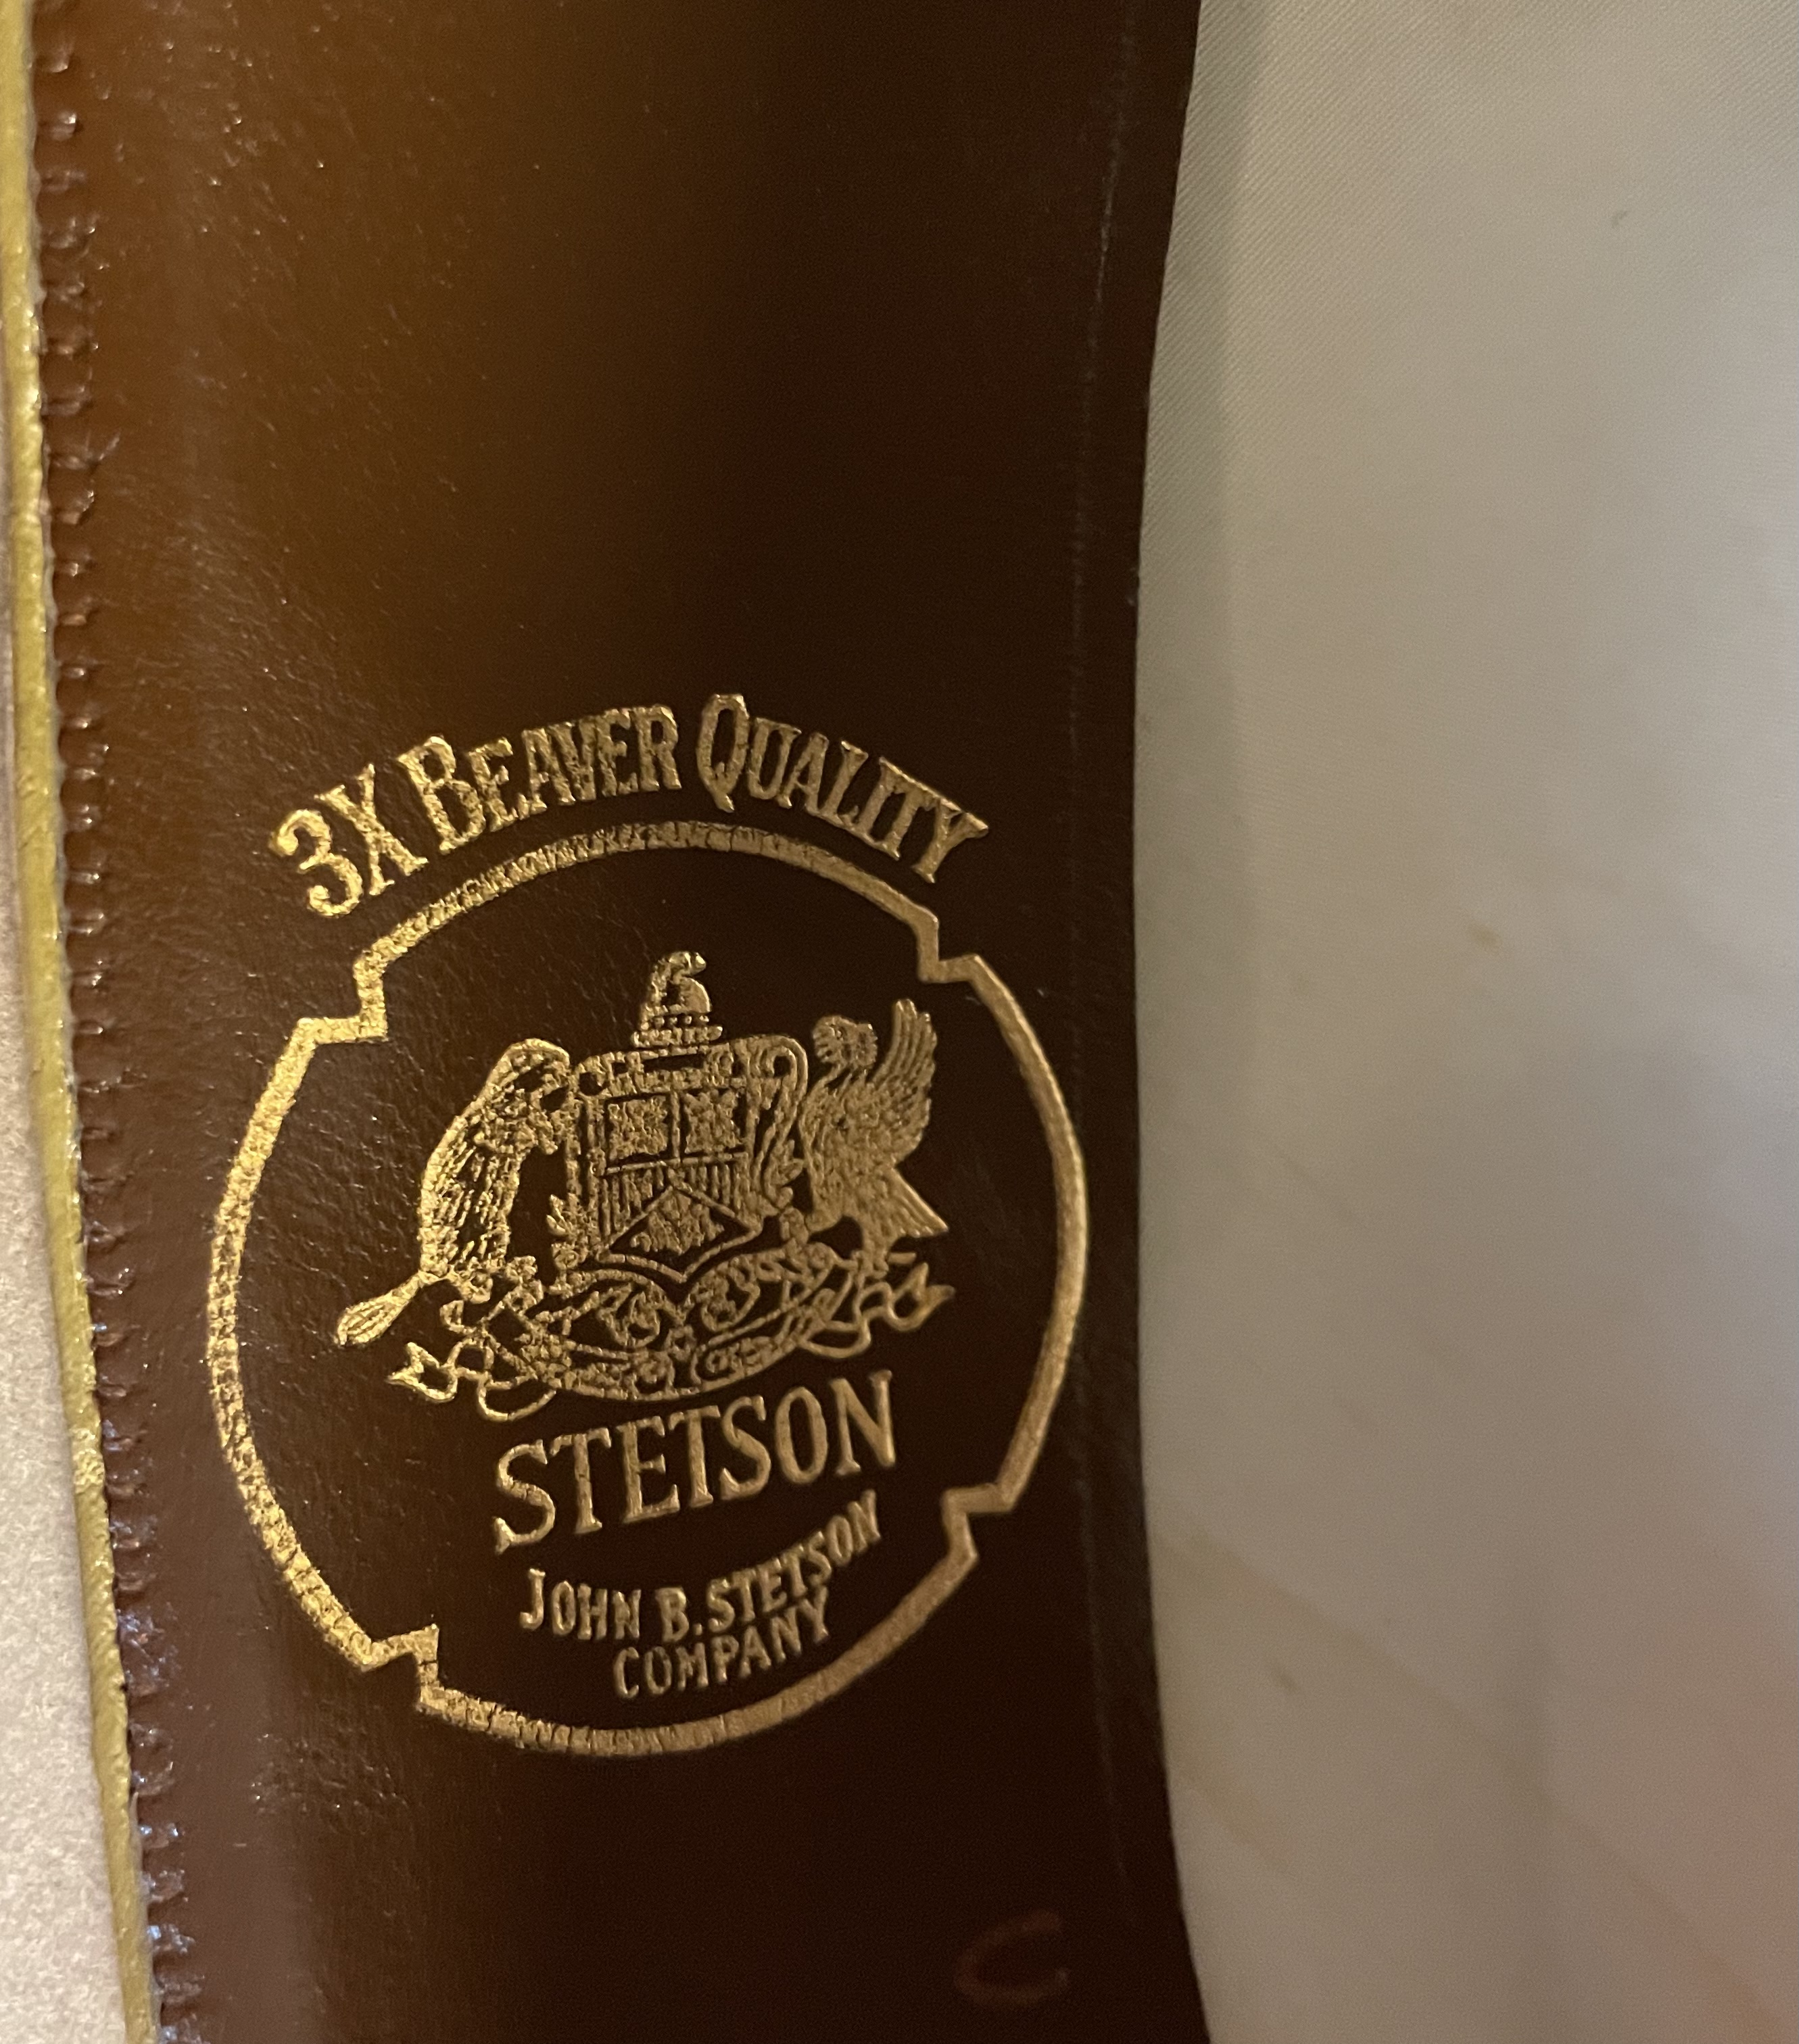 3X BEAVER QUALITY
STETSON
JOHN B. STETSON
COMPANY
C